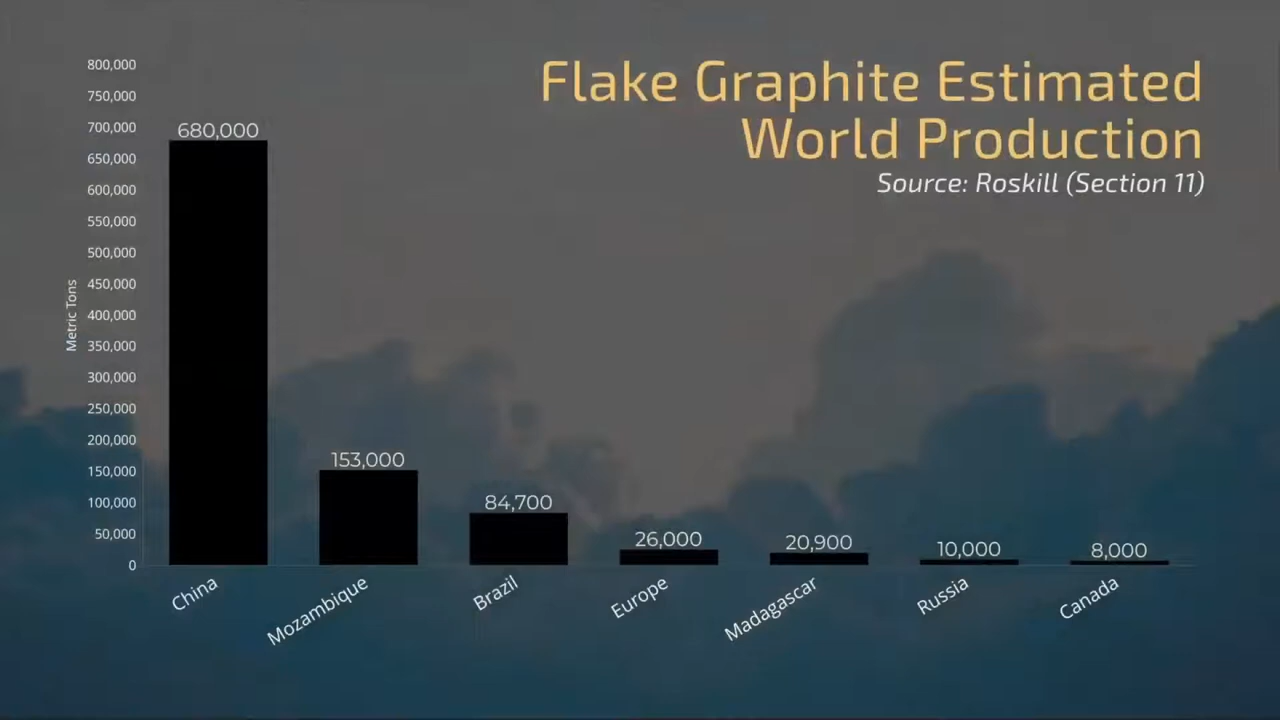 Flake Graphite Estimated
World Production
Source: Roskill (Section 11)
Metric Tons
800,000
750,000
700,000
650,000
600,000
550,000
500,000
450,000
400,000
350,000
300,000
250,000
200,000
150,000
100,000
50,000
0
680,000
153,000
84,700
26,000
20,900
10,000
8,000
China
Mozambique
Brazil
Europe
Madagascar
Russia
Canada